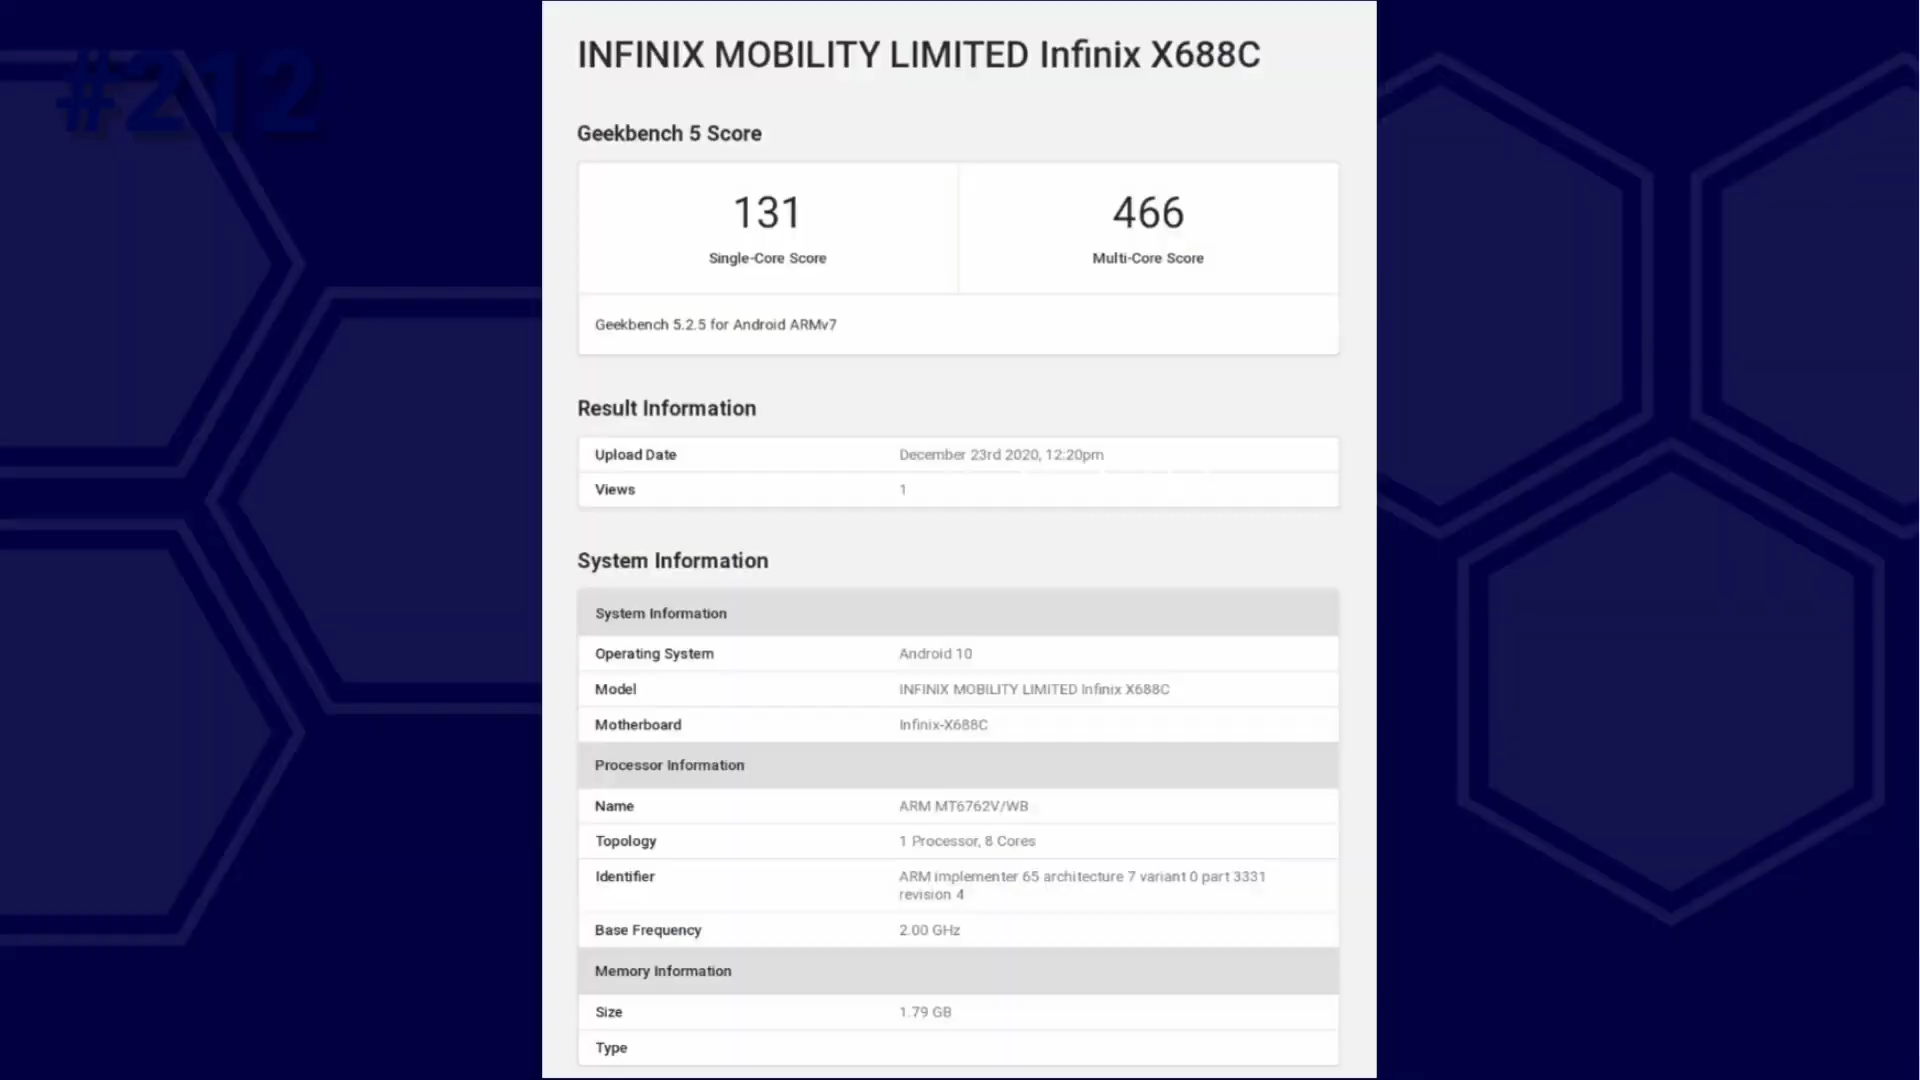 #212
INFINIX MOBILITY LIMITED Infinix X688C
Geekbench 5 Score
131
466
Single-Core Score
Multi-Core Score
Geekbench 5.2.5 for Android ARMv7
Result Information
Upload Date December 23rd 2020, 12:20pm
Views 1
System Information
System Information
Operating System Android 10
Model INFINIX MOBILITY LIMITED Infinix X688C
Motherboard Infinix-X688C
Processor Information
Name ARM MT6762V/WB
Topology 1 Processor, 8 Cores
Identifier ARM implementer 65 architecture 7 variant 0 part 3331
revision 4
Base Frequency 2.00 GHz
Memory Information
Size 1.79 GB
Type